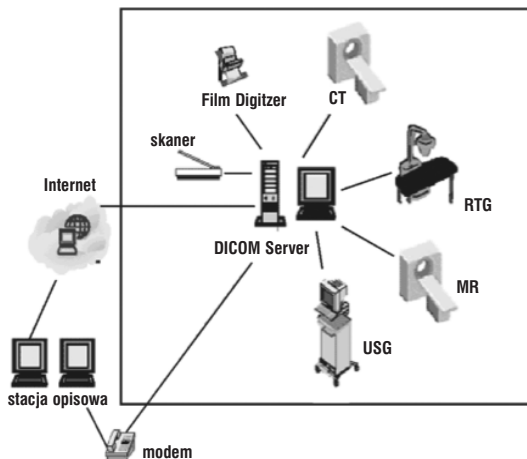 Film Digitzer
CT
skaner
Internet
RTG
DICOM Server
MR
USG
stacja opisowa
modem